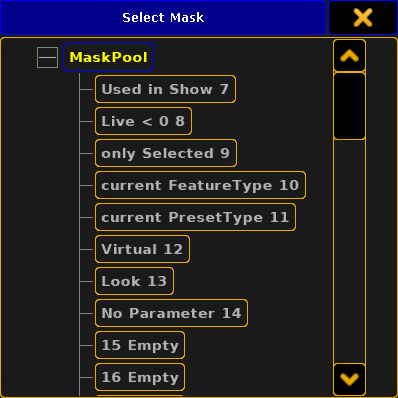 Select Mask
MaskPool
Used in Show 7
Live < 0 8
only Selected 9
current FeatureType 10
current PresetType 11
Virtual 12
Look 13
No Parameter 14
15 Empty
16 Empty